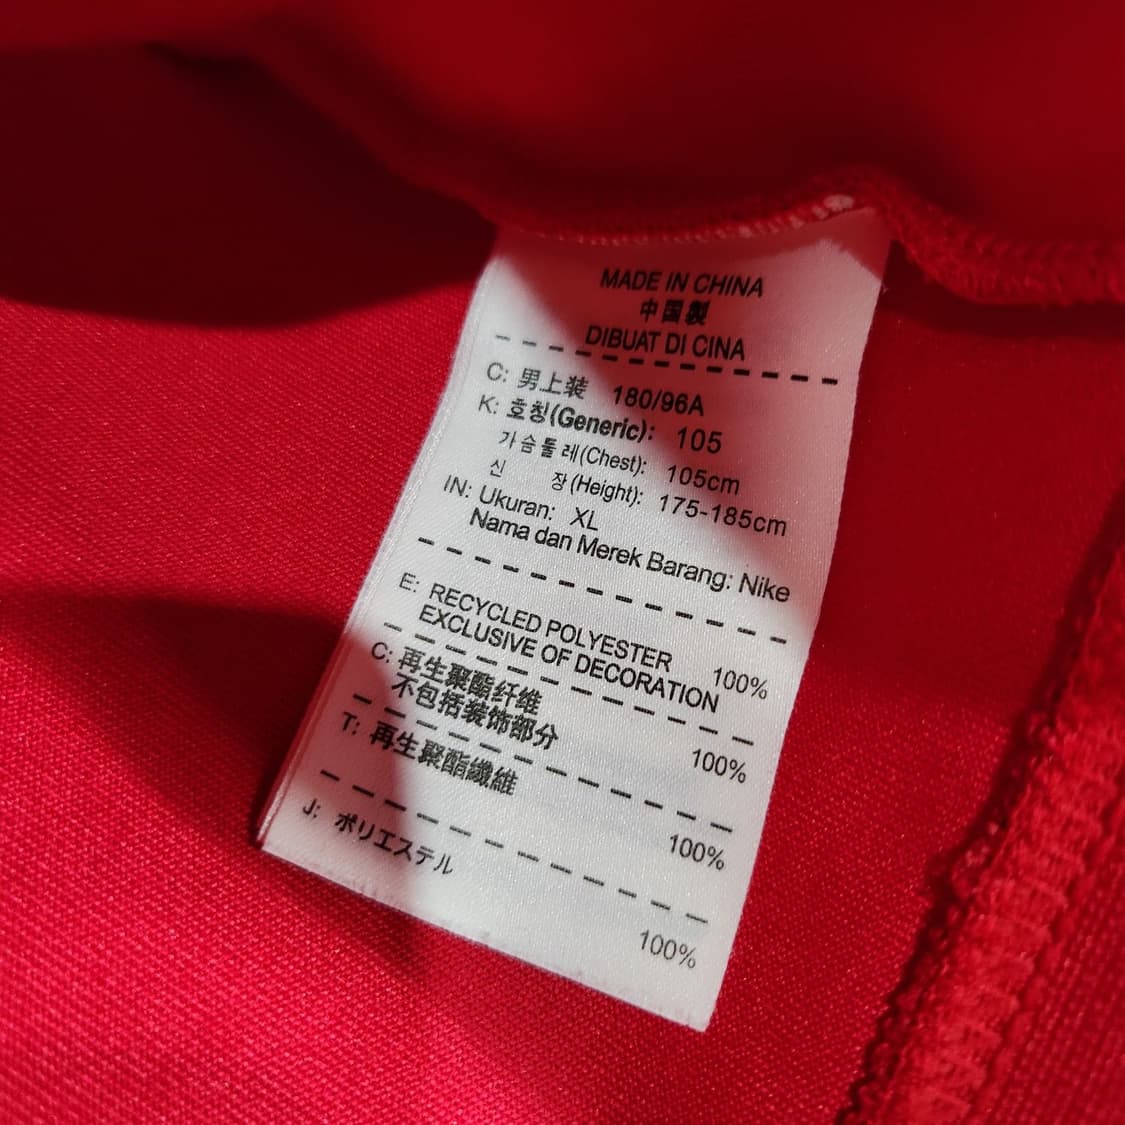 MADE IN CHINA
中国製
DIBUAT DI CINA
C: 男上装 180/96A
K: 호칭(Generic): 105
가슴둘레(Chest): 105cm
신 장(Height): 175-185cm
IN: Ukuran: XL
Nama dan Merek Barang: Nike
E: RECYCLED POLYESTER 100%
EXCLUSIVE OF DECORATION
C: 再生聚酯纤维 100%
不包括装饰部分
T: 再生聚酯纖維 100%
J: ポリエステル 100%